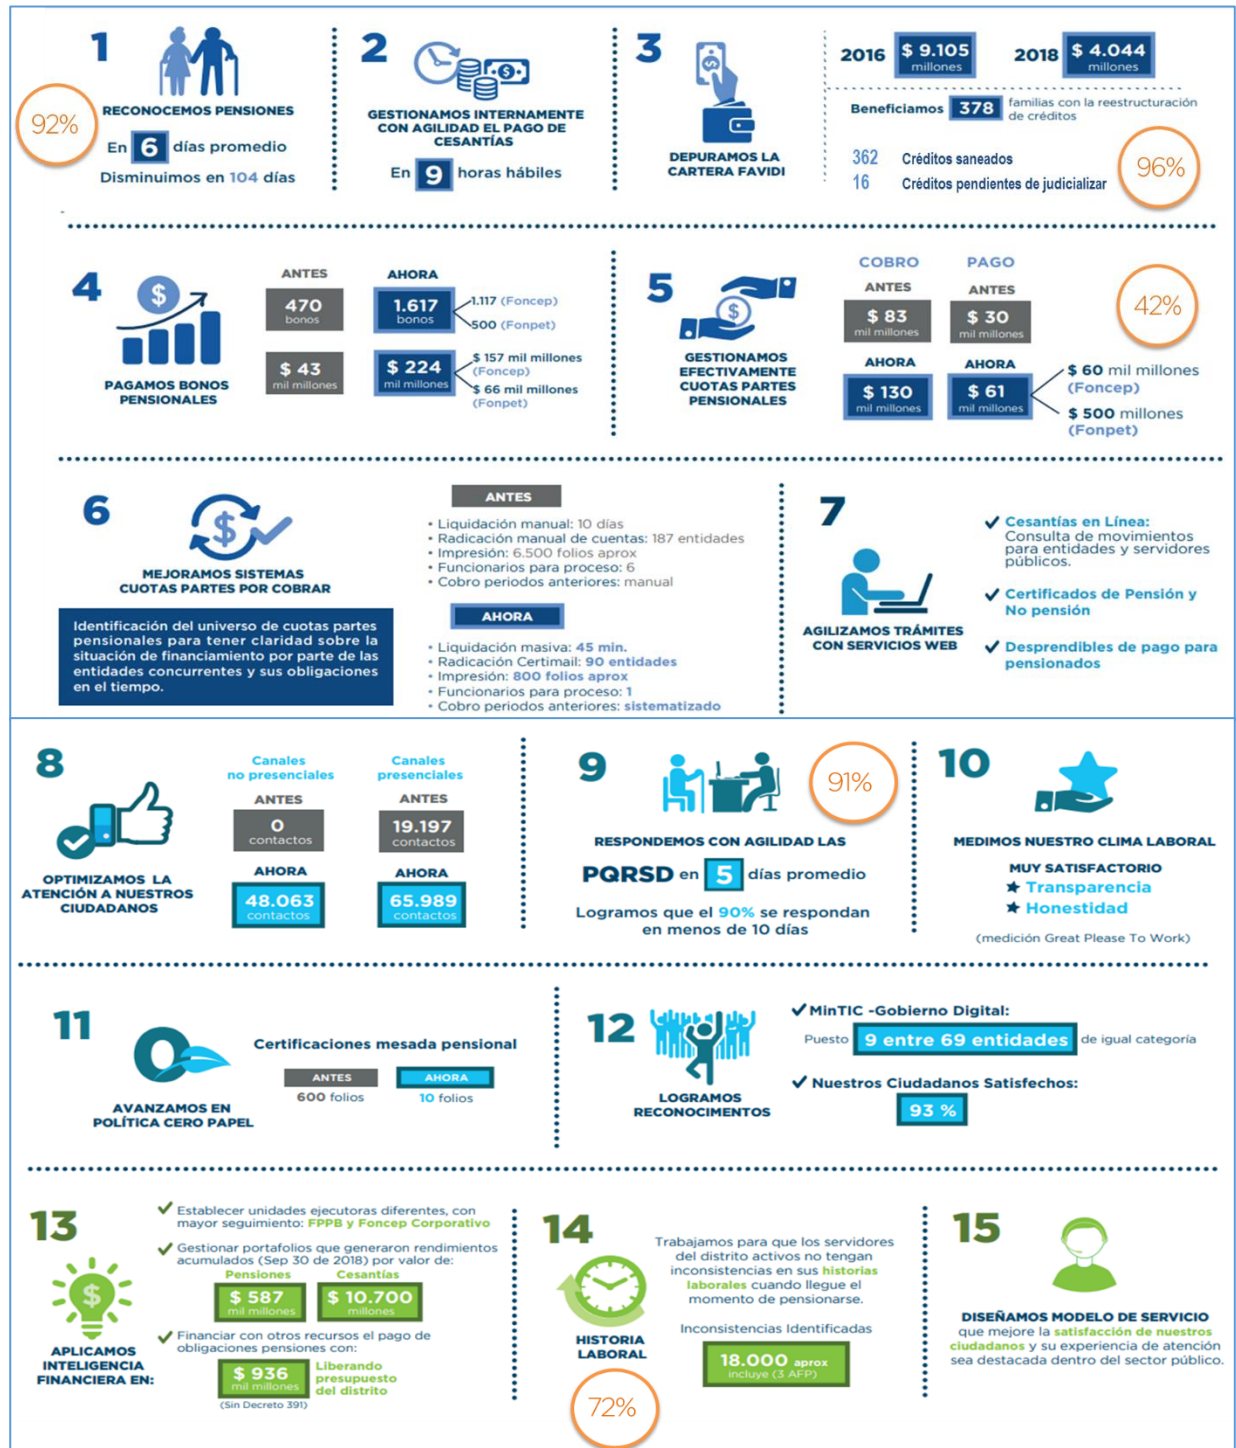 1
92%
RECONOCEMOS PENSIONES
En 6 días promedio
Disminuimos en 104 días
2
GESTIONAMOS INTERNAMENTE
CON AGILIDAD EL PAGO DE
CESANTÍAS
En 9 horas hábiles
3
DEPURAMOS LA
CARTERA FAVIDI
2016 $ 9.105 millones
2018 $ 4.044 millones
Beneficiamos 378 familias con la reestructuración
de créditos
362 Créditos saneados
16 Créditos pendientes de judicializar
96%
4
PAGAMOS BONOS
PENSIONALES
ANTES
470
bonos
$ 43
mil millones
AHORA
1.617
bonos
1.117 (Foncep)
500 (Fonpet)
$ 224
mil millones
$ 157 mil millones
(Foncep)
$ 66 mil millones
(Fonpet)
5
GESTIONAMOS
EFECTIVAMENTE
CUOTAS PARTES
PENSIONALES
COBRO
ANTES
$ 83
mil millones
AHORA
$ 130
mil millones
PAGO
ANTES
$ 30
mil millones
AHORA
$ 61
mil millones
42%
$ 60 mil millones
(Foncep)
$ 500 millones
(Fonpet)
6
MEJORAMOS SISTEMAS
CUOTAS PARTES POR COBRAR
Identificación del universo de cuotas partes
pensionales para tener claridad sobre la
situación de financiamiento por parte de las
entidades concurrentes y sus obligaciones
en el tiempo.
ANTES
• Liquidación manual: 10 días
• Radicación manual de cuentas: 187 entidades
• Impresión: 6.500 folios aprox
• Funcionarios para proceso: 6
• Cobro periodos anteriores: manual
AHORA
• Liquidación masiva: 45 min.
• Radicación Certimail: 90 entidades
• Impresión: 800 folios aprox
• Funcionarios para proceso: 1
• Cobro periodos anteriores: sistematizado
7
AGILIZAMOS TRÁMITES
CON SERVICIOS WEB
Cesantías en Línea:
Consulta de movimientos
para entidades y servidores
públicos.
Certificados de Pensión y
No pensión
Desprendibles de pago para
pensionados
8
OPTIMIZAMOS LA
ATENCIÓN A NUESTROS
CIUDADANOS
Canales
no presenciales
ANTES
0
contactos
AHORA
48.063
contactos
Canales
presenciales
ANTES
19.197
contactos
AHORA
65.989
contactos
9
91%
RESPONDEMOS CON AGILIDAD LAS
PQRSD en 5 días promedio
Logramos que el 90% se respondan
en menos de 10 días
10
MEDIMOS NUESTRO CLIMA LABORAL
MUY SATISFACTORIO
Transparencia
Honestidad
(medición Great Please To Work)
11
AVANZAMOS EN
POLÍTICA CERO PAPEL
Certificaciones mesada pensional
ANTES
600 folios
AHORA
10 folios
12
LOGRAMOS
RECONOCIMENTOS
MinTIC -Gobierno Digital:
Puesto 9 entre 69 entidades de igual categoría
Nuestros Ciudadanos Satisfechos:
93 %
13
APLICAMOS
INTELIGENCIA
FINANCIERA EN:
Establecer unidades ejecutoras diferentes, con
mayor seguimiento: FPPB y Foncep Corporativo
Gestionar portafolios que generaron rendimientos
acumulados (Sep 30 de 2018) por valor de:
Pensiones
$ 587
mil millones
Cesantías
$ 10.700
millones
Financiar con otros recursos el pago de
obligaciones pensiones con:
$ 936
mil millones
(Sin Decreto 391)
Liberando
presupuesto
del distrito
14
HISTORIA
LABORAL
72%
Trabajamos para que los servidores
del distrito activos no tengan
inconsistencias en sus historias
laborales cuando llegue el
momento de pensionarse.
Inconsistencias Identificadas
18.000 aprox
incluye (3 AFP)
15
DISEÑAMOS MODELO DE SERVICIO
que mejore la satisfacción de nuestros
ciudadanos y su experiencia de atención
sea destacada dentro del sector público.